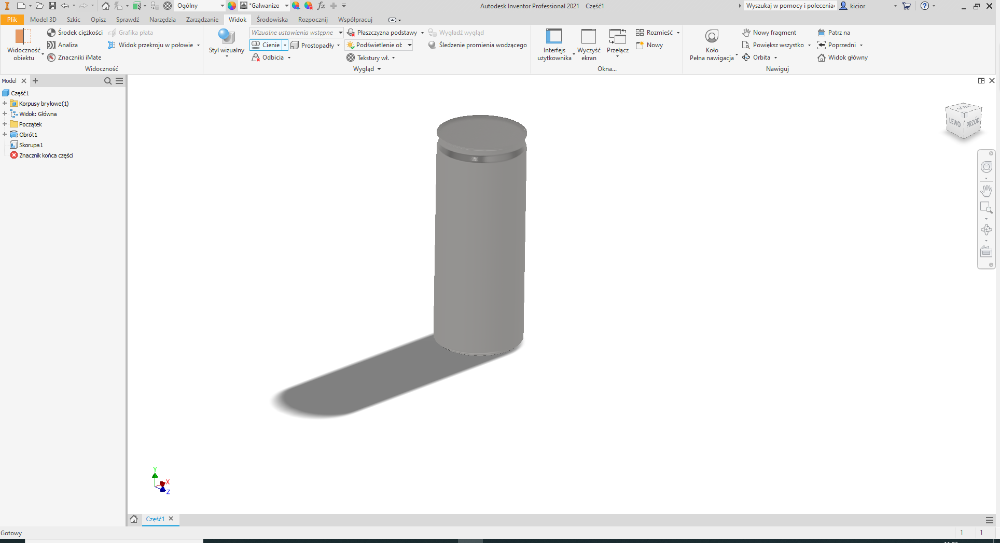 Ogólny
*Galwanizo
fx
Autodesk Inventor Professional 2021 Część1
Wyszukaj w pomocy i polecenia
kicior
Plik Model 3D Szkic Opisz Sprawdź Narzędzia Zarządzanie Widok Środowiska Rozpocznij Współpracuj
Widoczność obiektu
Środek ciężkości
Analiza
Znaczniki iMate
Grafika płata
Widok przekroju w połowie
Widoczność
Styl wizualny
Wizualne ustawienia wstępne
Cienie
Prostopadły
Odbicia
Płaszczyzna podstawy
Podświetlenie ob
Tekstury wł.
Wygładź wygląd
Śledzenie promienia wodzącego
Wygląd
Interfejs użytkownika
Wyczyść ekran
Przełącz
Rozmieść
Nowy
Okna...
Koło
Pełna nawigacja
Nowy fragment
Powiększ wszystko
Orbita
Patrz na
Poprzedni
Widok główny
Nawiguj
Model
Część1
Korpusy bryłowe(1)
Widok: Główna
Początek
Obrót1
Skorupa1
Znacznik końca części
LEWO PRZÓD
Y
X
Z
Część1
Gotowy
1 1